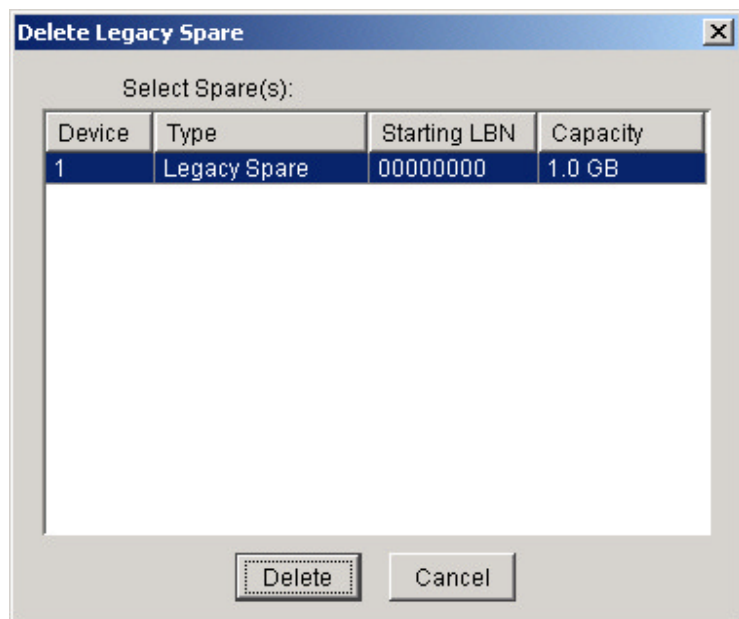 Delete Legacy Spare
Select Spare(s):
Device Type Starting LBN Capacity
1 Legacy Spare 00000000 1.0 GB
Delete Cancel